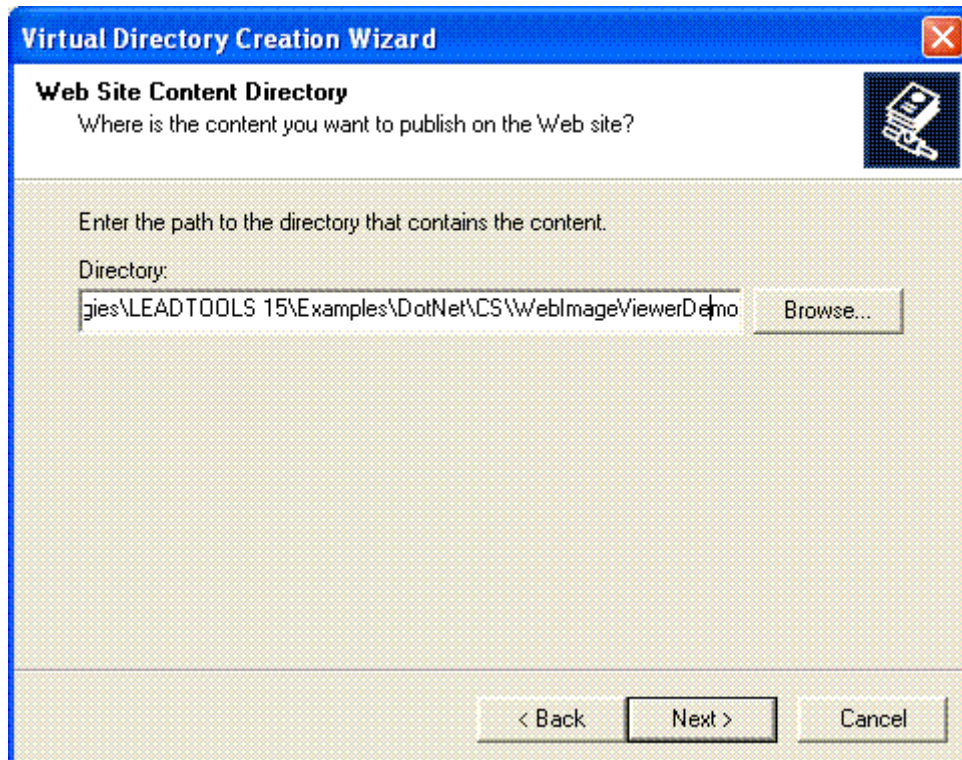 Virtual Directory Creation Wizard
Web Site Content Directory
Where is the content you want to publish on the Web site?
Enter the path to the directory that contains the content.
Directory:
gies\LEADTOOLS 15\Examples\DotNet\CS\WebImageViewerDemo Browse...
< Back Next > Cancel